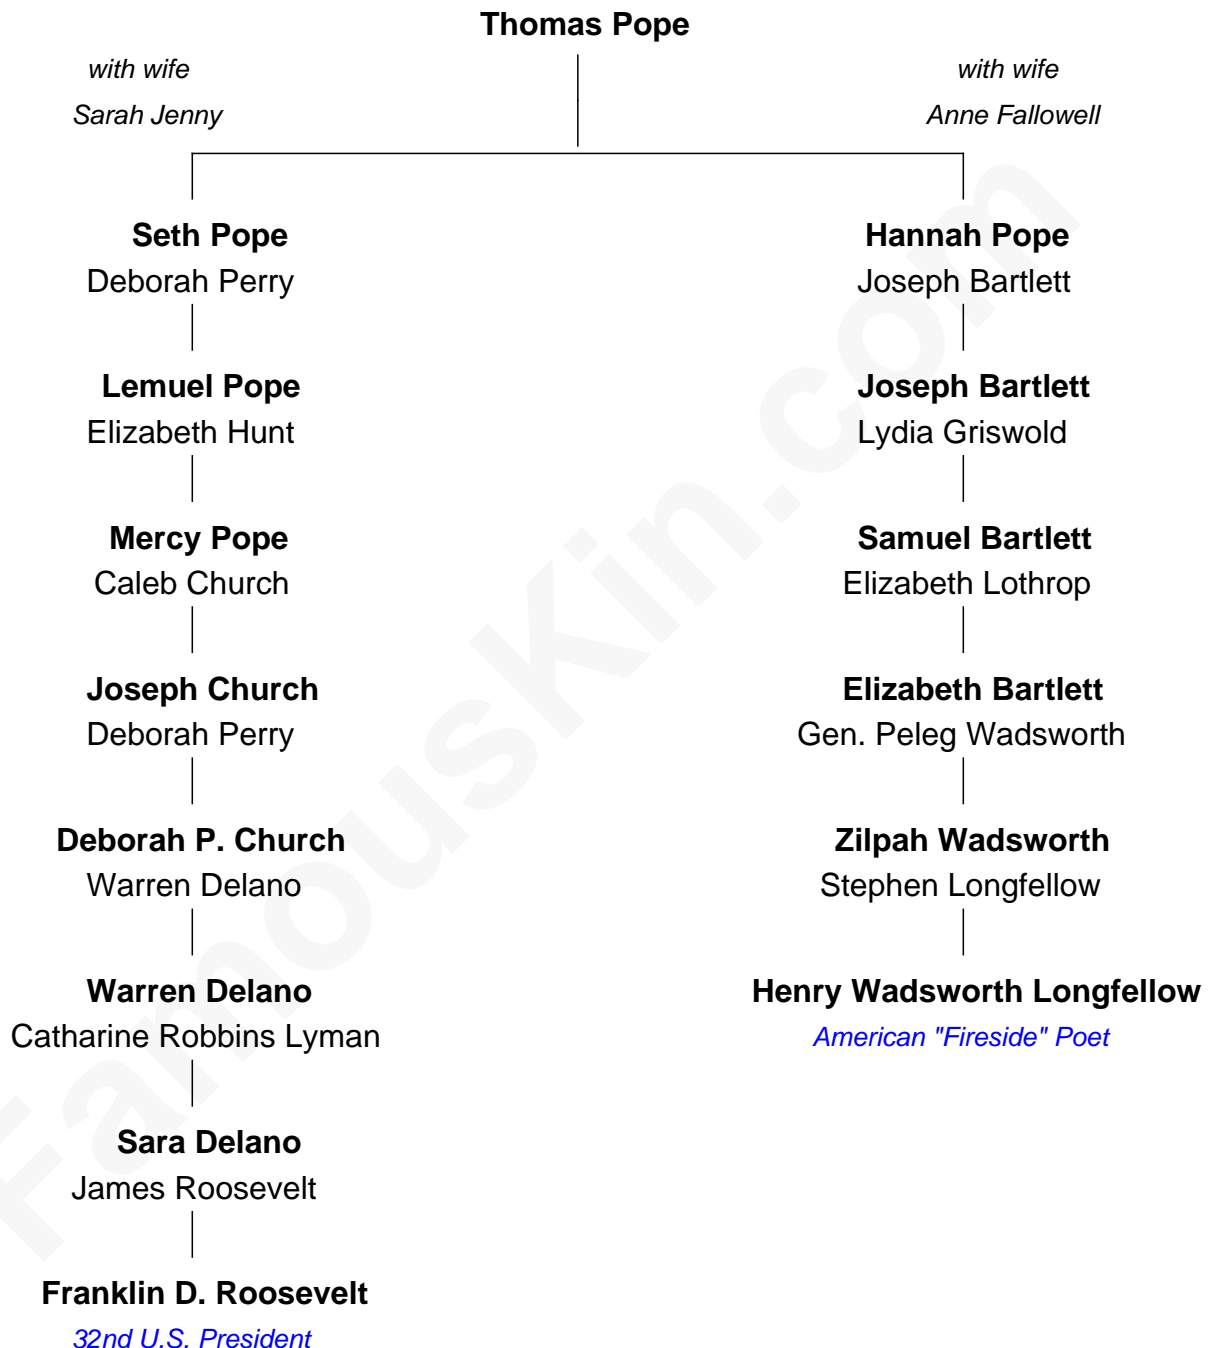 Thomas Pope
with wife
Sarah Jenny
with wife
Anne Fallowell
Seth Pope
Deborah Perry
Lemuel Pope
Elizabeth Hunt
Mercy Pope
Caleb Church
Joseph Church
Deborah Perry
Deborah P. Church
Warren Delano
Warren Delano
Catharine Robbins Lyman
Sara Delano
James Roosevelt
Franklin D. Roosevelt
32nd U.S. President
Hannah Pope
Joseph Bartlett
Joseph Bartlett
Lydia Griswold
Samuel Bartlett
Elizabeth Lothrop
Elizabeth Bartlett
Gen. Peleg Wadsworth
Zilpah Wadsworth
Stephen Longfellow
Henry Wadsworth Longfellow
American "Fireside" Poet
FamousKin.com